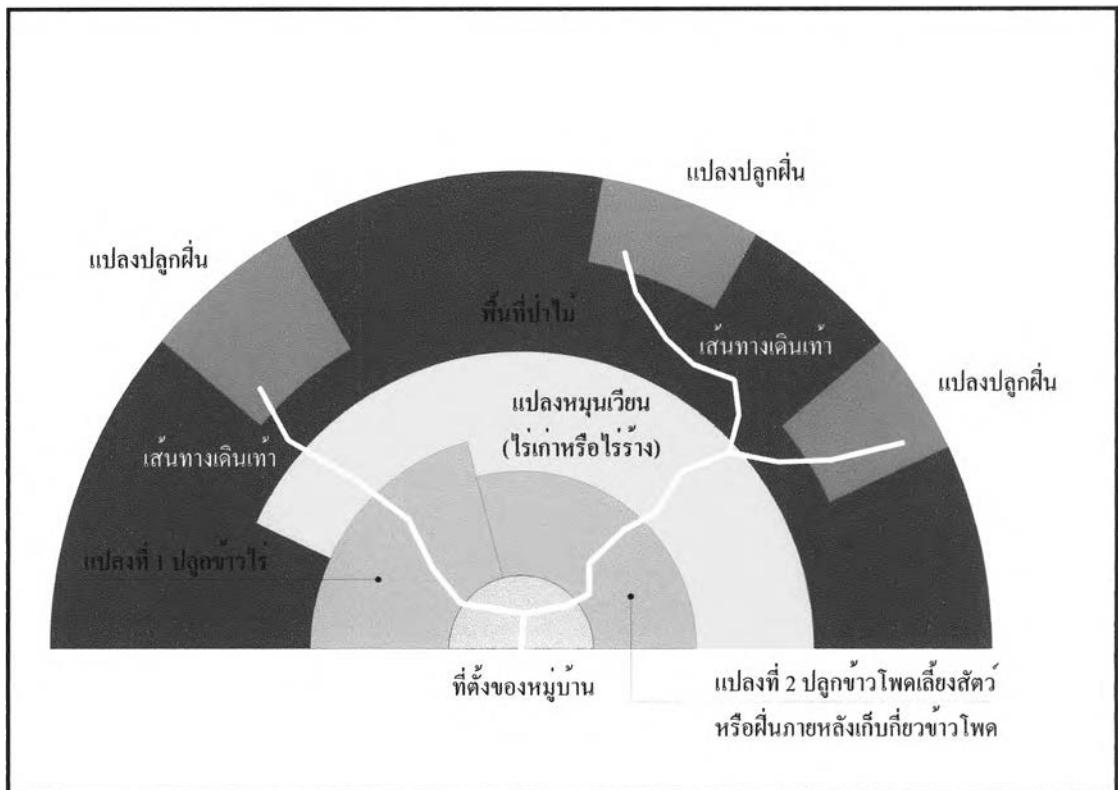 แปลงปลูกฝิ่น
แปลงปลูกฝิ่น
พื้นที่ป่าไม้
เส้นทางเดินเท้า
แปลงปลูกฝิ่น
แปลงหมุนเวียน
(ไร่เก่าหรือไร่ร้าง)
เส้นทางเดินเท้า
แปลงที่ 1 ปลูกข้าวไร่
ที่ตั้งของหมู่บ้าน
แปลงที่ 2 ปลูกข้าวโพดเลี้ยงสัตว์
หรือฝิ่นภายหลังเก็บกี่ยวข้าวโพด